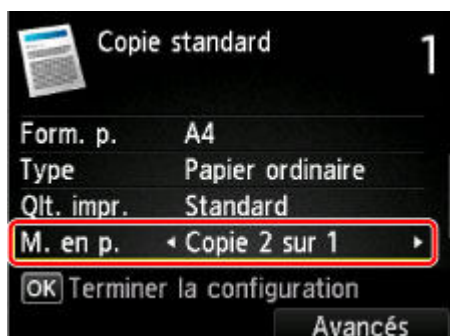 Copie standard
1
Form. p. A4
Type Papier ordinaire
Qlt. impr. Standard
M. en p. Copie 2 sur 1
OK Terminer la configuration
Avancés